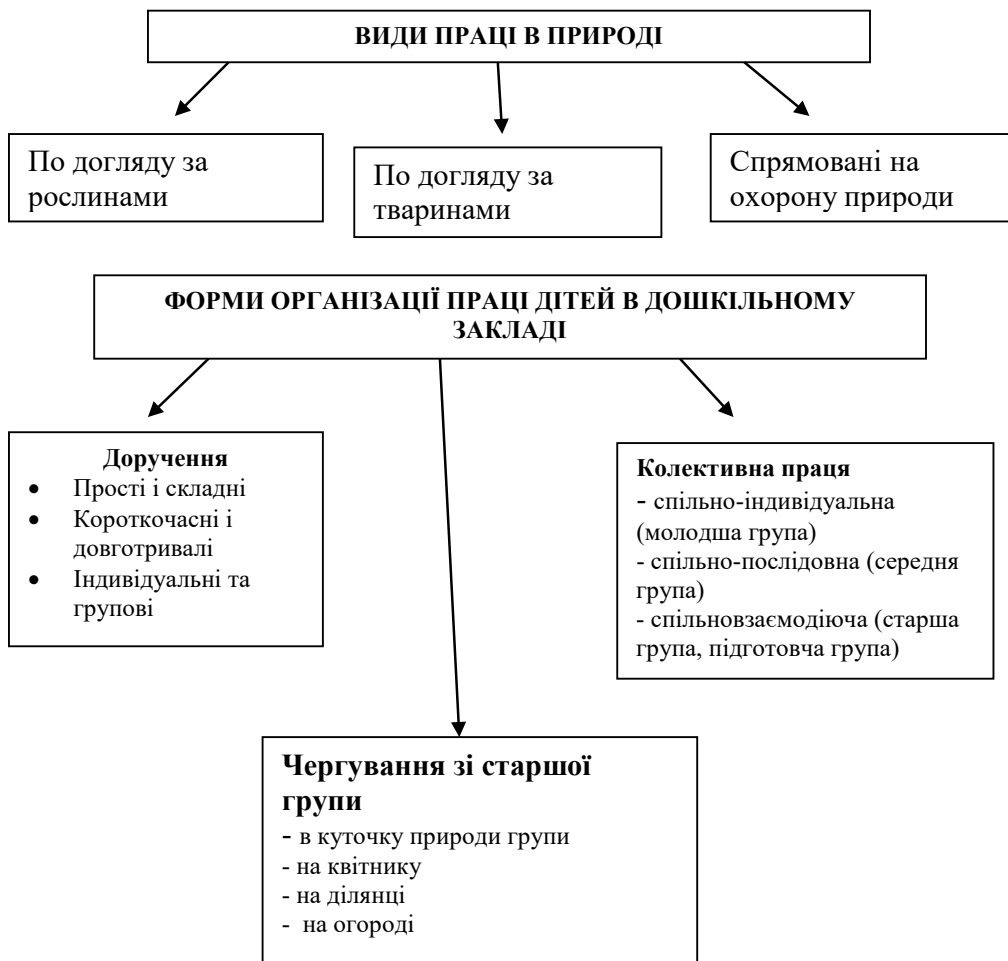 ВИДИ ПРАЦІ В ПРИРОДІ
По догляду за
рослинами
По догляду за
тваринами
Спрямовані на
охорону природи
ФОРМИ ОРГАНІЗАЦІЇ ПРАЦІ ДІТЕЙ В ДОШКІЛЬНОМУ
ЗАКЛАДІ
Доручення
• Прості і складні
• Короткочасні і
довготривалі
• Індивідуальні та
групові
Колективна праця
- спільно-індивідуальна
(молодша група)
- спільно-послідовна (середня
група)
- спільновзаємодіюча (старша
група, підготовча група)
Чергування зі старшої
групи
- в куточку природи групи
- на квітнику
- на ділянці
- на огороді